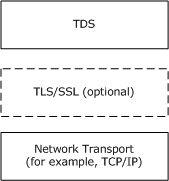 TDS
TLS/SSL (optional)
Network Transport
(for example, TCP/IP)